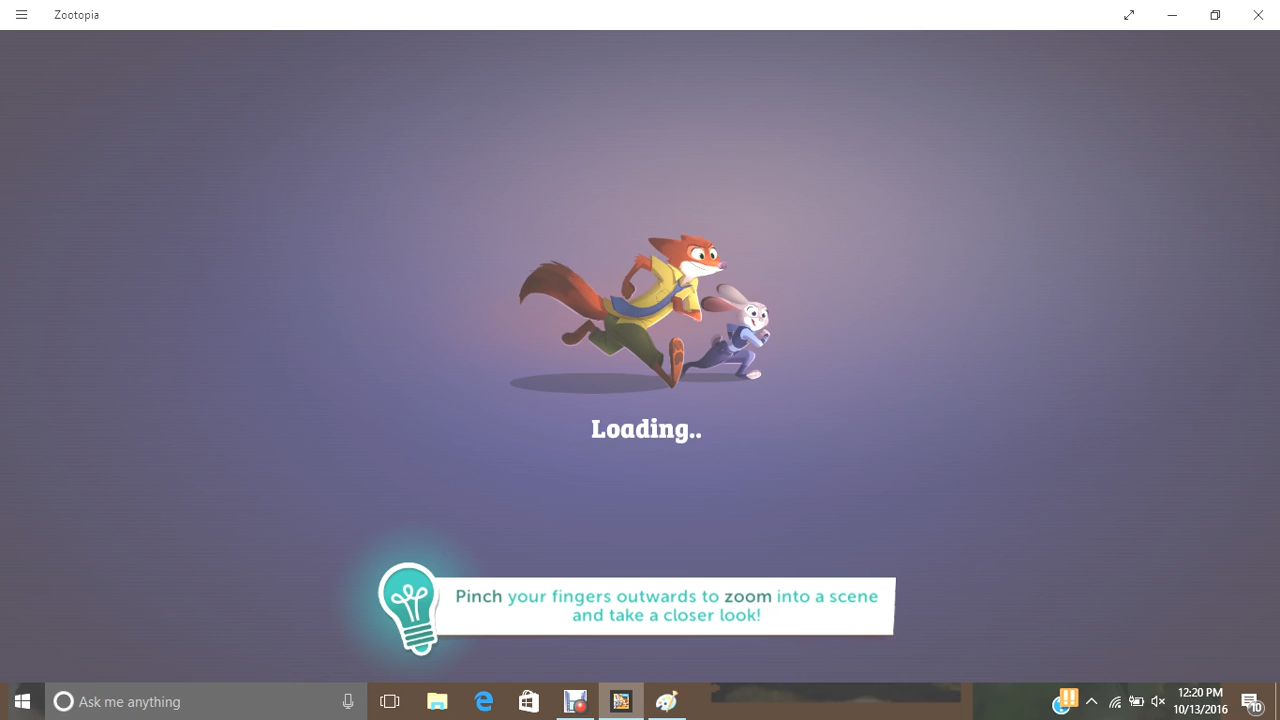 Zootopia
Loading..
Pinch your fingers outwards to zoom into a scene
and take a closer look!
Ask me anything
12:20 PM
10/13/2016
10